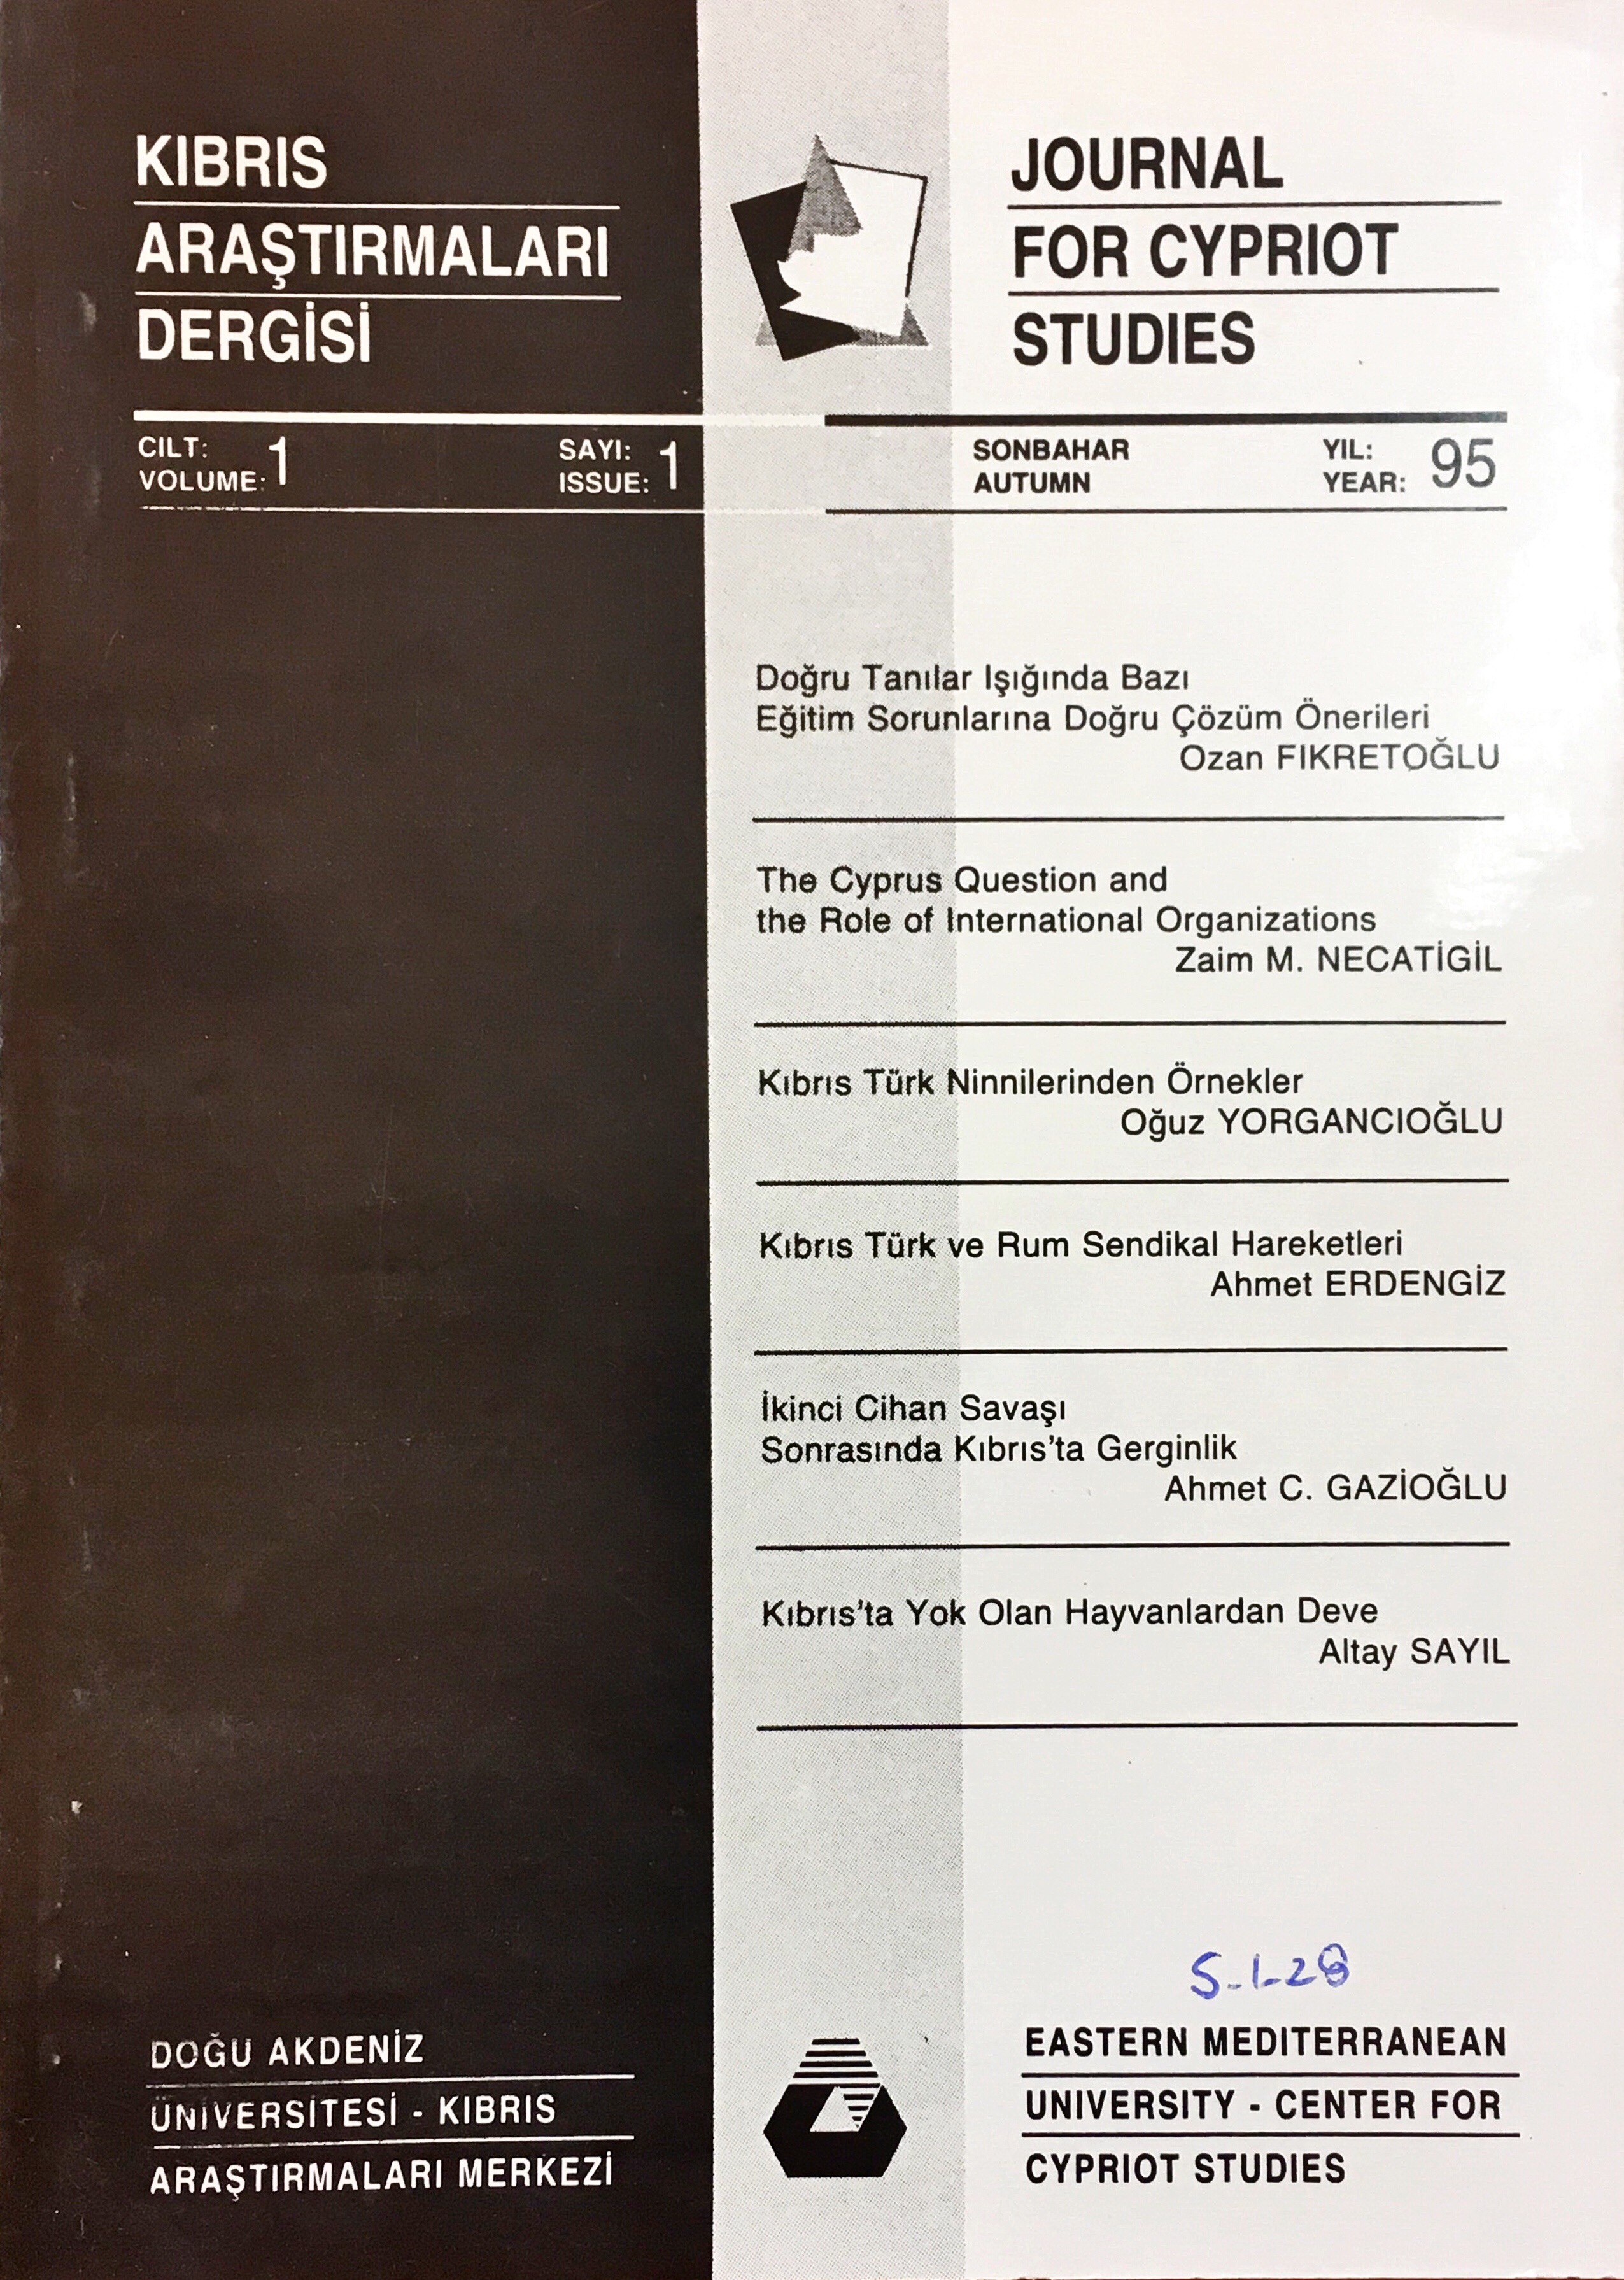 KIBRIS
ARAŞTIRMALARI
DERGİSİ
JOURNAL
FOR CYPRIOT
STUDIES
CILT: 1
VOLUME:
SAYI: 1
ISSUE:
SONBAHAR
AUTUMN
YIL: 95
YEAR:
Doğru Tanılar Işığında Bazı
Eğitim Sorunlarına Doğru Çözüm Önerileri
Ozan FIKRETOĞLU
The Cyprus Question and
the Role of International Organizations
Zaim M. NECATİGİL
Kıbrıs Türk Ninnilerinden Örnekler
Oğuz YORGANCIOĞLU
Kıbrıs Türk ve Rum Sendikal Hareketleri
Ahmet ERDENGİZ
İkinci Cihan Savaşı
Sonrasında Kıbrıs'ta Gerginlik
Ahmet C. GAZİOĞLU
Kıbrıs'ta Yok Olan Hayvanlardan Deve
Altay SAYIL
S-1-28
DOĞU AKDENİZ
ÜNİVERSİTESİ - KIBRIS
ARAŞTIRMALARI MERKEZİ
EASTERN MEDITERRANEAN
UNIVERSITY - CENTER FOR
CYPRIOT STUDIES